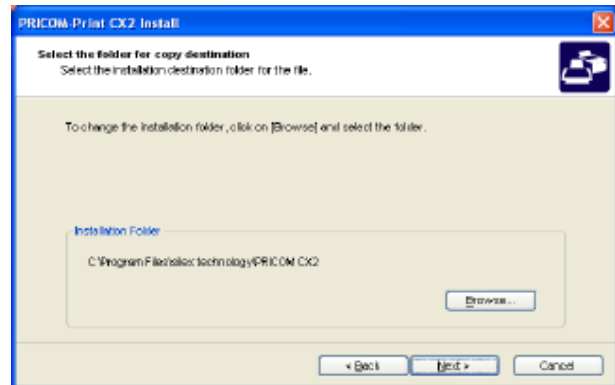 PRICOM-Print CX2 Install
Select the folder for copy destination
Select the installation destination folder for the file.
To change the installation folder, click on [Browse] and select the folder.
Installation Folder
C:\Program Files\silex technology\PRICOM CX2
Browse...
< Back
Next >
Cancel